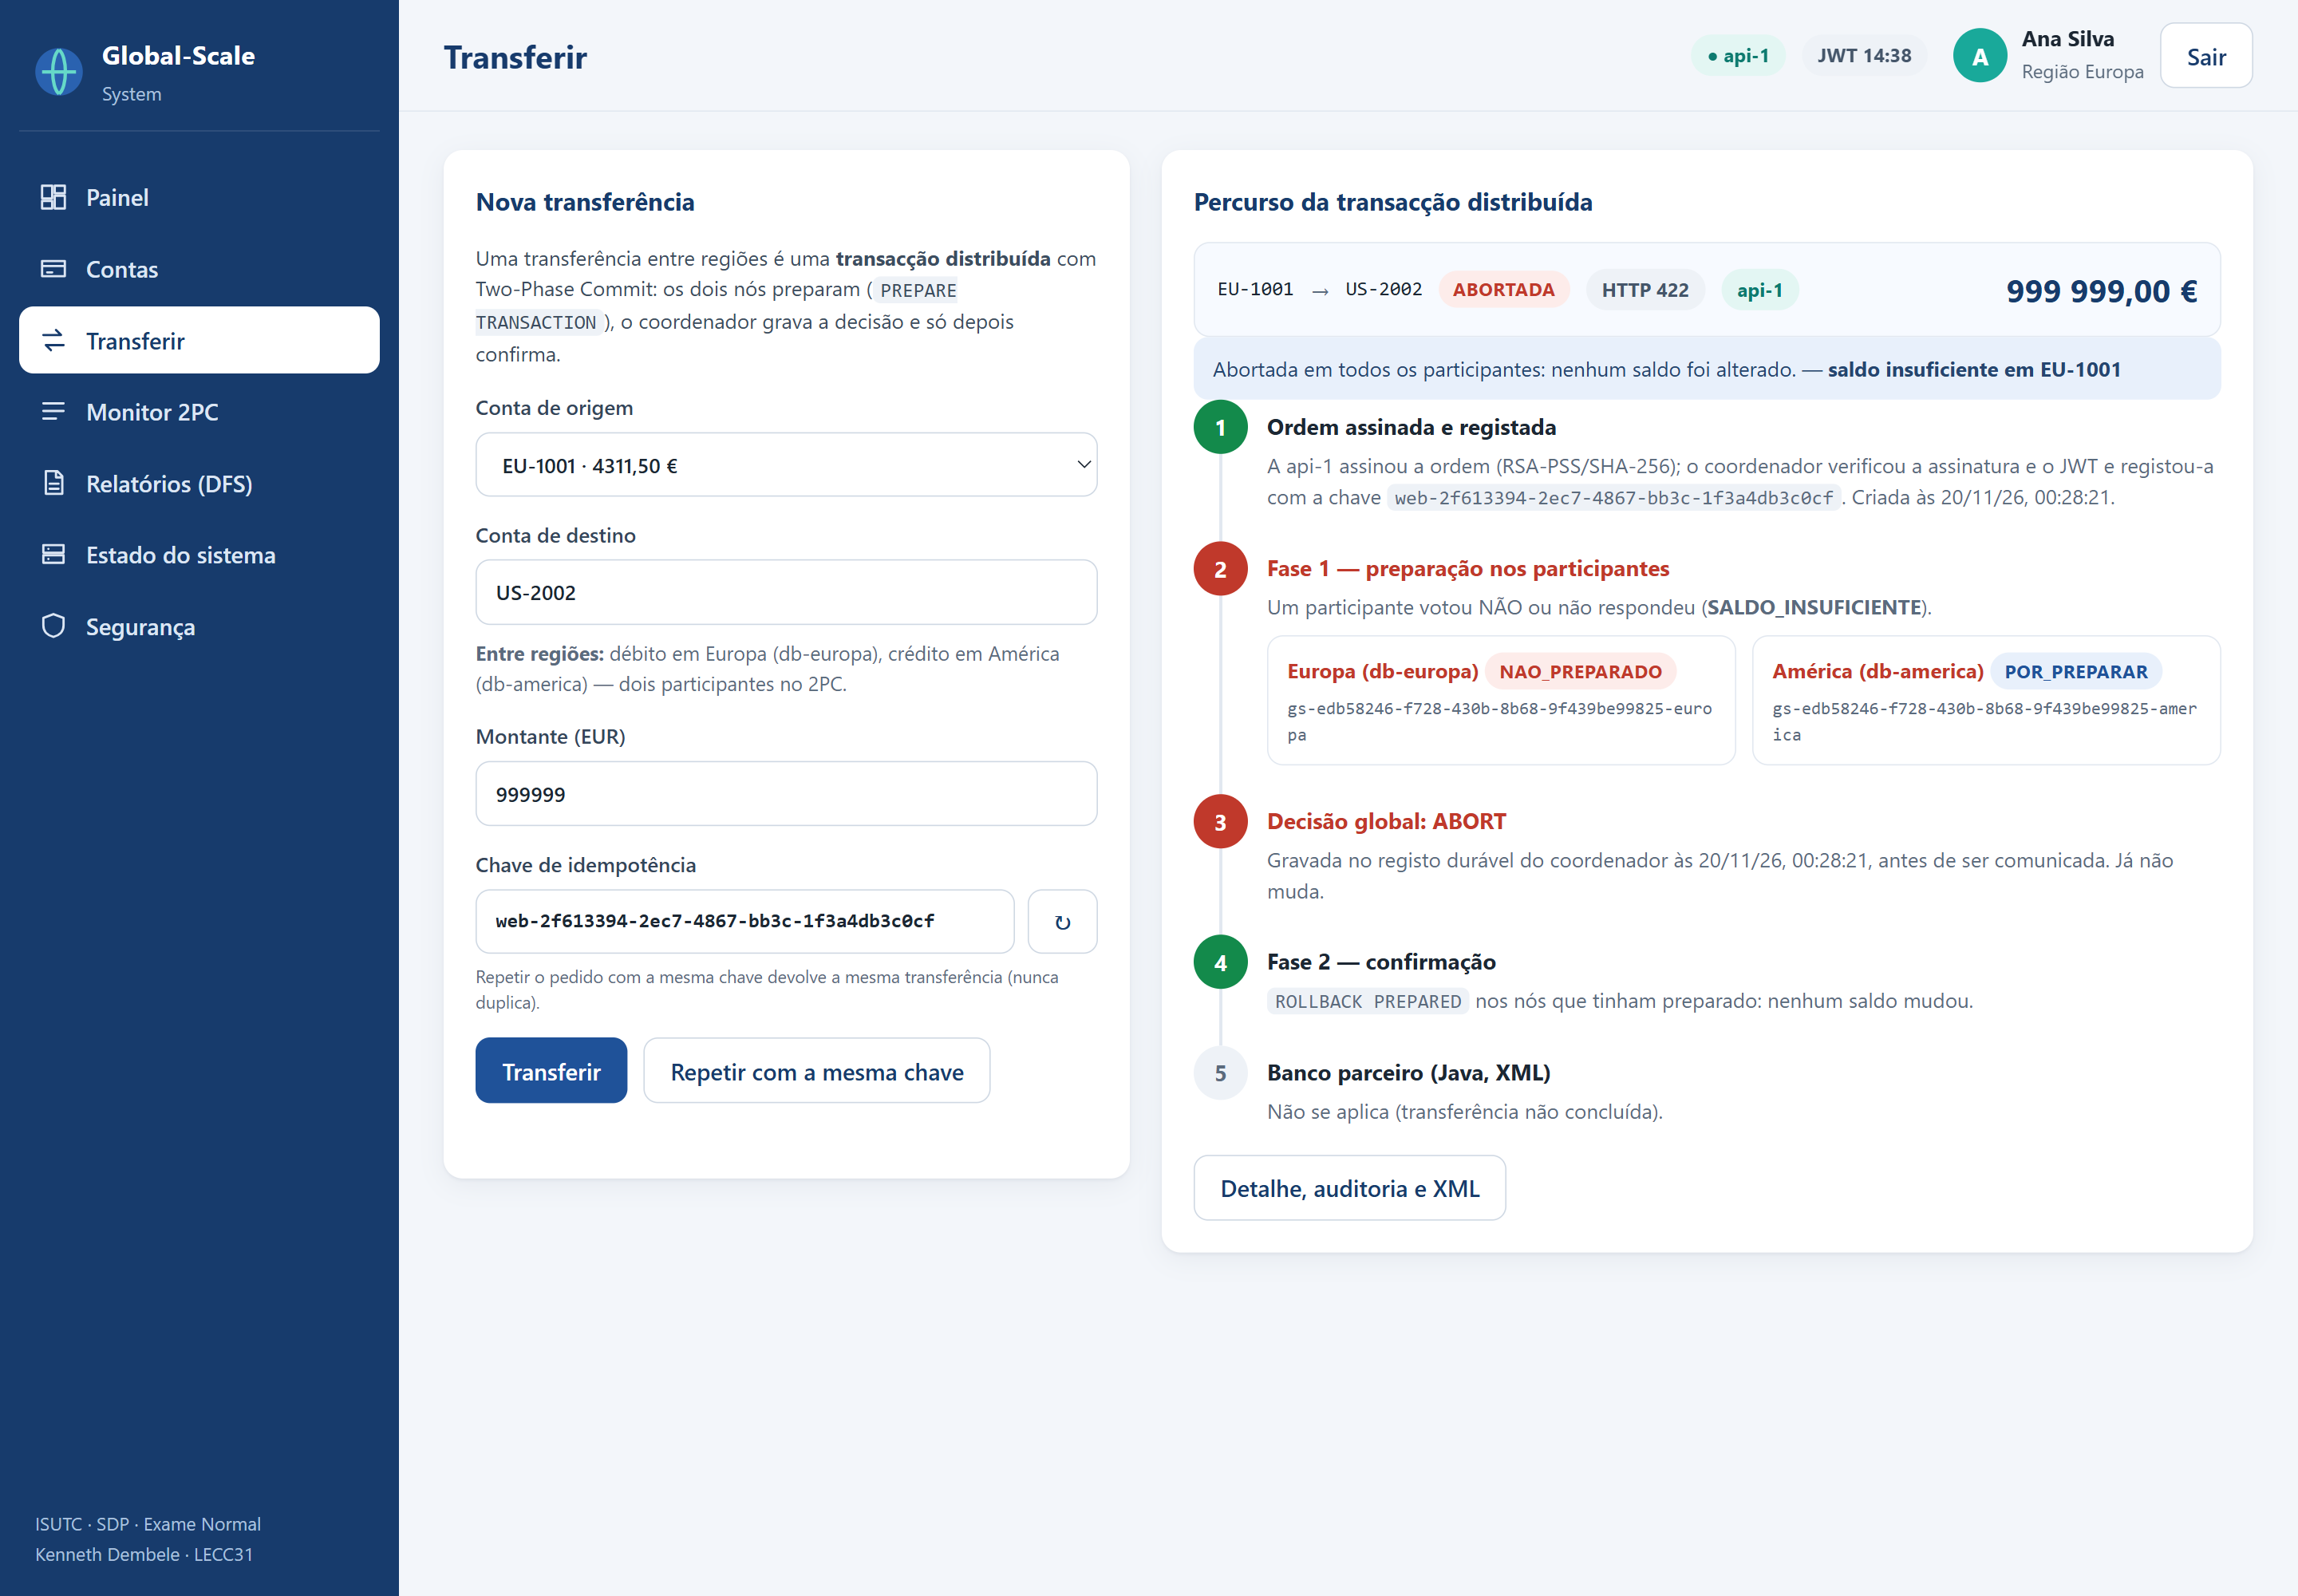 Global-Scale
System
Painel
Contas
Transferir
Monitor 2PC
Relatórios (DFS)
Estado do sistema
Segurança
ISUTC · SDP · Exame Normal
Kenneth Dembele · LECC31
Transferir
● api-1
JWT 14:38
A
Ana Silva
Região Europa
Sair
Nova transferência
Uma transferência entre regiões é uma transacção distribuída com
Two-Phase Commit: os dois nós preparam ( PREPARE
TRANSACTION ), o coordenador grava a decisão e só depois
confirma.
Conta de origem
EU-1001 · 4311,50 €
Conta de destino
US-2002
Entre regiões: débito em Europa (db-europa), crédito em América
(db-america) — dois participantes no 2PC.
Montante (EUR)
999999
Chave de idempotência
web-2f613394-2ec7-4867-bb3c-1f3a4db3c0cf
↻
Repetir o pedido com a mesma chave devolve a mesma transferência (nunca
duplica).
Transferir
Repetir com a mesma chave
Percurso da transacção distribuída
EU-1001 → US-2002 ABORTADA HTTP 422 api-1 999 999,00 €
Abortada em todos os participantes: nenhum saldo foi alterado. — saldo insuficiente em EU-1001
1 Ordem assinada e registada
A api-1 assinou a ordem (RSA-PSS/SHA-256); o coordenador verificou a assinatura e o JWT e registou-a
com a chave web-2f613394-2ec7-4867-bb3c-1f3a4db3c0cf . Criada às 20/11/26, 00:28:21.
2 Fase 1 — preparação nos participantes
Um participante votou NÃO ou não respondeu (SALDO_INSUFICIENTE).
Europa (db-europa) NAO_PREPARADO
gs-edb58246-f728-430b-8b68-9f439be99825-euro
pa
América (db-america) POR_PREPARAR
gs-edb58246-f728-430b-8b68-9f439be99825-amer
ica
3 Decisão global: ABORT
Gravada no registo durável do coordenador às 20/11/26, 00:28:21, antes de ser comunicada. Já não
muda.
4 Fase 2 — confirmação
ROLLBACK PREPARED nos nós que tinham preparado: nenhum saldo mudou.
5 Banco parceiro (Java, XML)
Não se aplica (transferência não concluída).
Detalhe, auditoria e XML